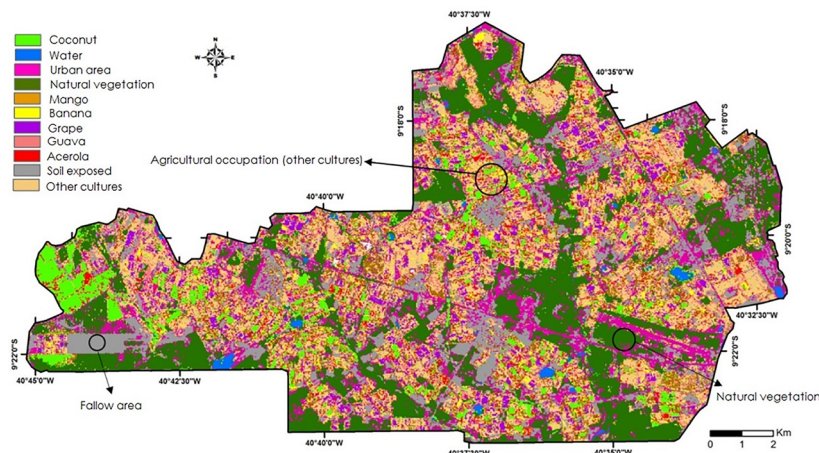 40°37'30"W
Coconut
Water
Urban area
Natural vegetation
Mango
Banana
Grape
Guava
Acerola
Soil exposed
Other cultures
N
W
E
S
40°35'0"W
9°18'0"S
9°18'0"S
Agricultural occupation (other cultures)
40°40'0"W
9°20'0"S
40°32'30"W
9°22'0"S
9°22'0"S
40°45'0"W
40°42'30"W
Fallow area
Natural vegetation
40°40'0"W
40°37'30"W
40°35'0"W
Km
0 1 2